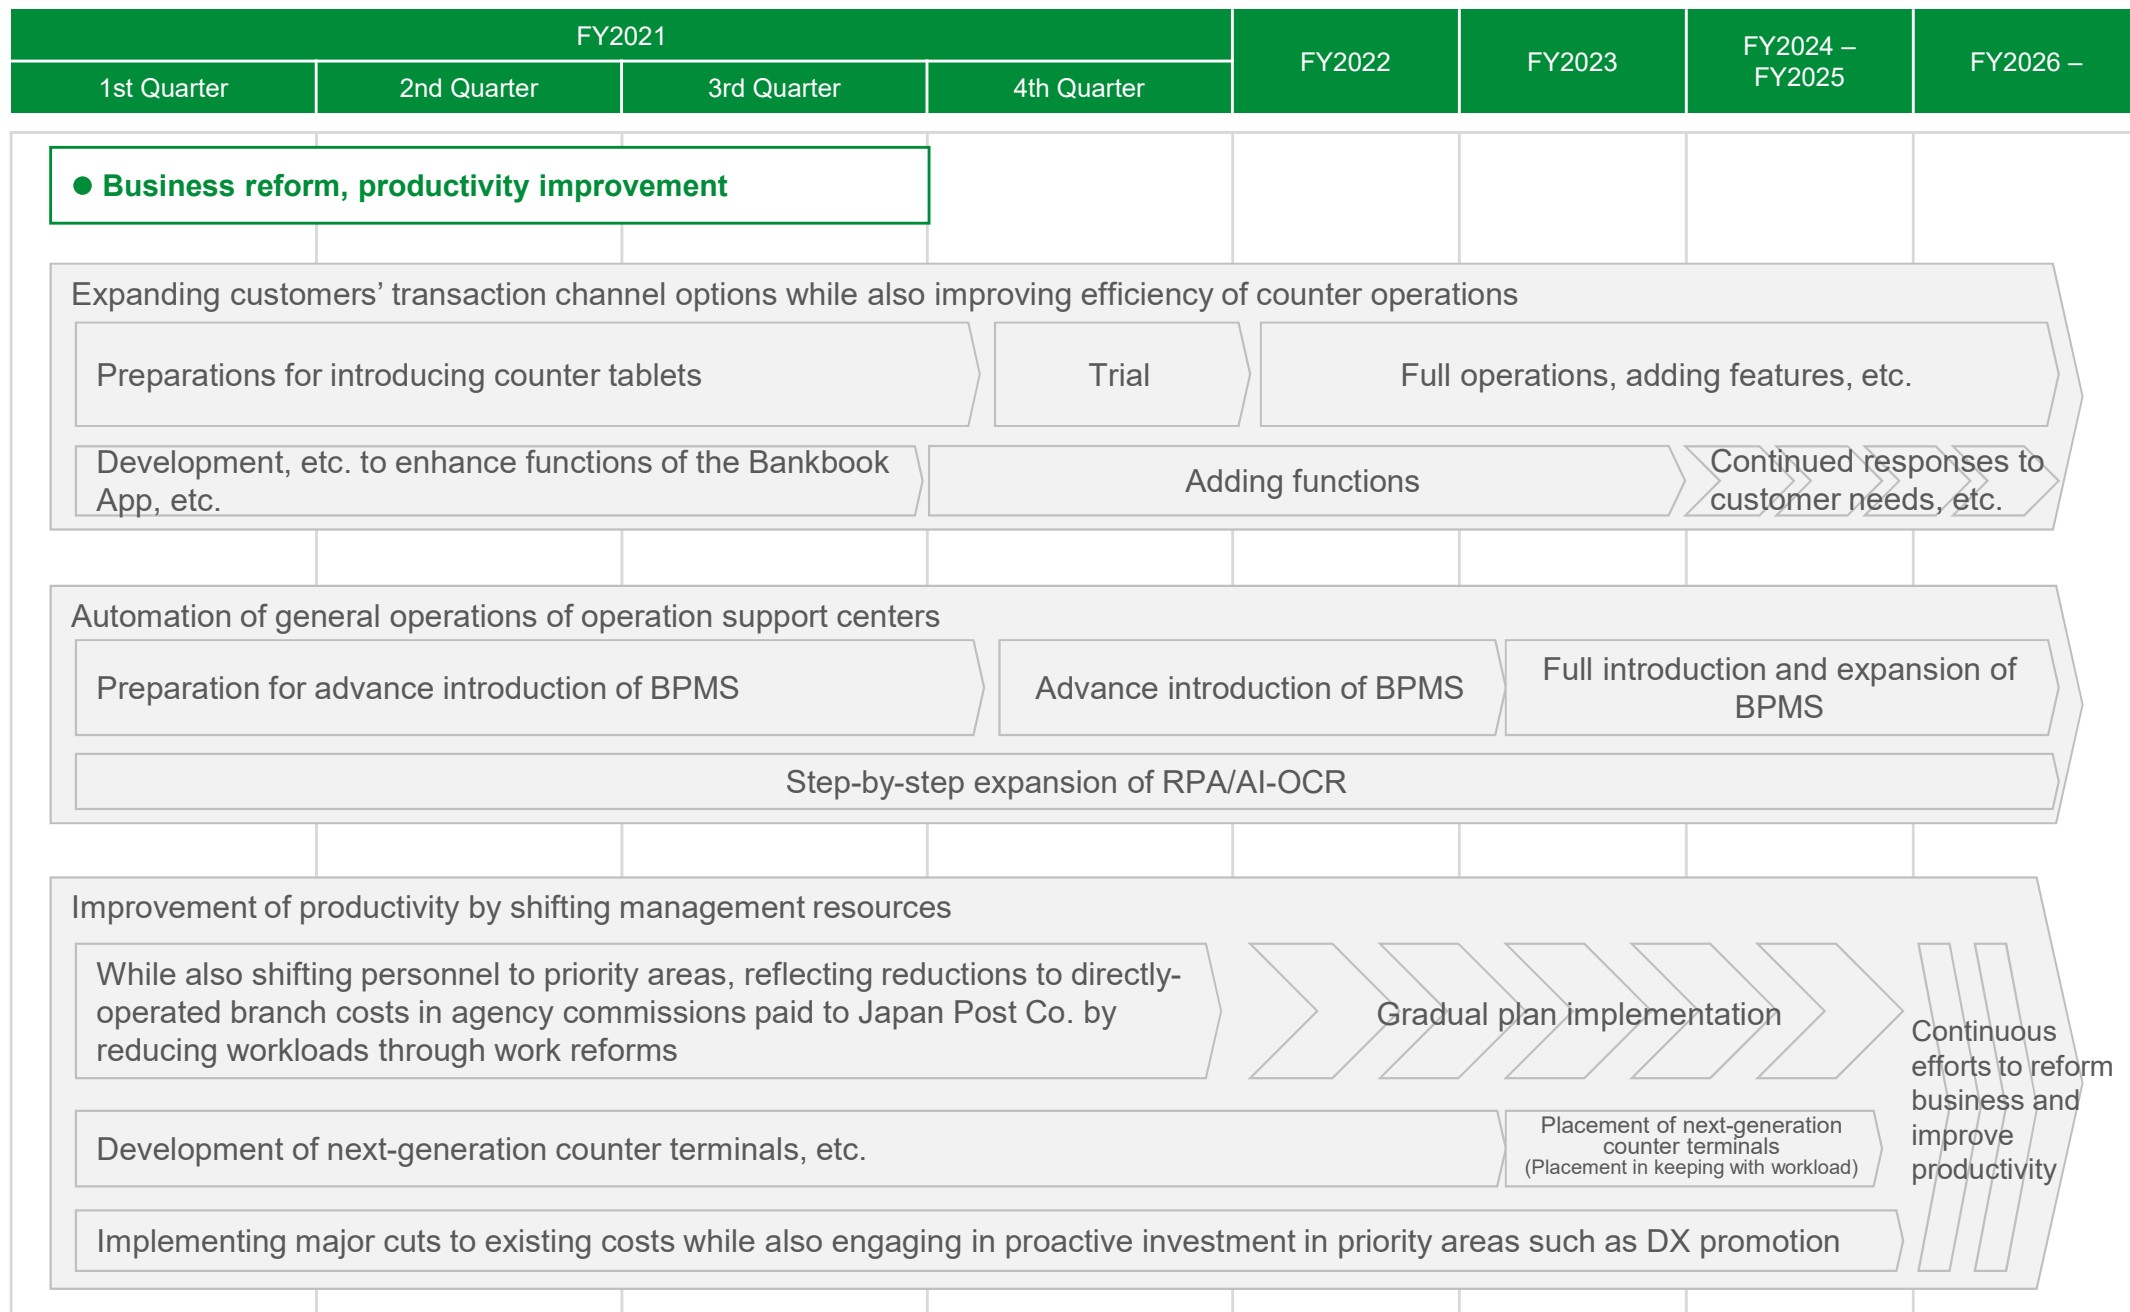 FY2021
FY2022
FY2023
FY2024 –
FY2025
FY2026 –
1st Quarter
2nd Quarter
3rd Quarter
4th Quarter
● Business reform, productivity improvement
Expanding customers’ transaction channel options while also improving efficiency of counter operations
Preparations for introducing counter tablets
Trial
Full operations, adding features, etc.
Development, etc. to enhance functions of the Bankbook
App, etc.
Adding functions
Continued responses to
customer needs, etc.
Automation of general operations of operation support centers
Preparation for advance introduction of BPMS
Advance introduction of BPMS
Full introduction and expansion of
BPMS
Step-by-step expansion of RPA/AI-OCR
Improvement of productivity by shifting management resources
While also shifting personnel to priority areas, reflecting reductions to directly-
operated branch costs in agency commissions paid to Japan Post Co. by
reducing workloads through work reforms
Gradual plan implementation
Continuous
efforts to reform
business and
improve
productivity
Development of next-generation counter terminals, etc.
Placement of next-generation
counter terminals
(Placement in keeping with workload)
Implementing major cuts to existing costs while also engaging in proactive investment in priority areas such as DX promotion